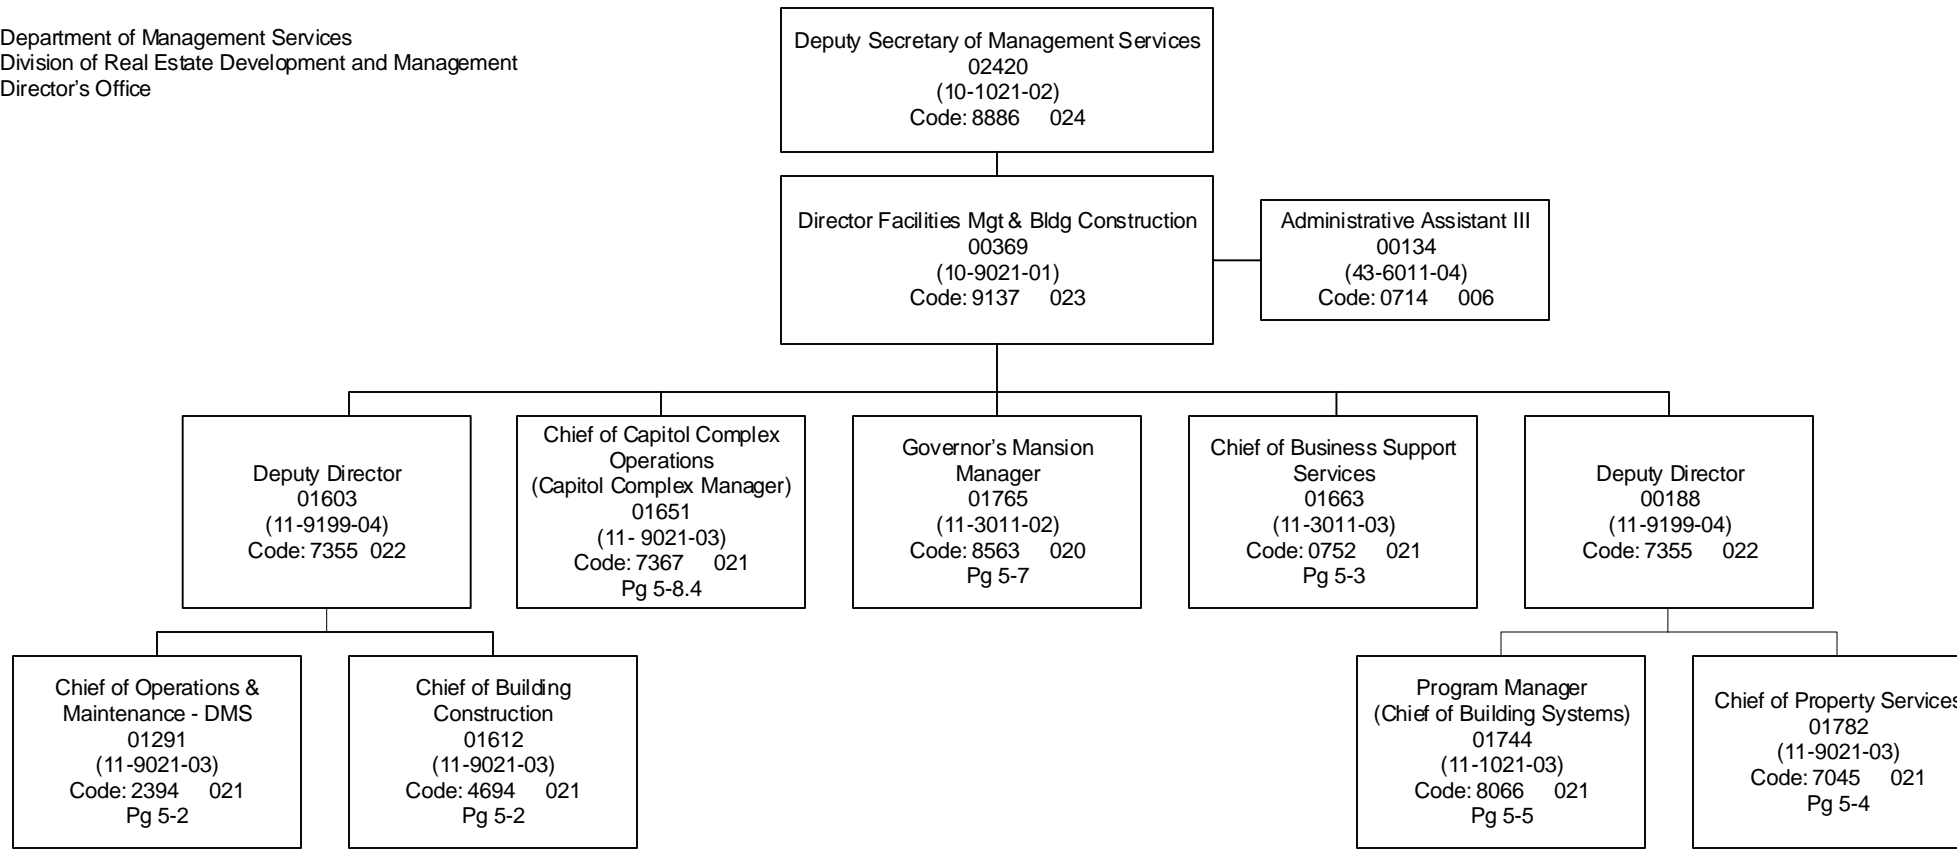 Department of Management Services
Division of Real Estate Development and Management
Director's Office
Deputy Secretary of Management Services
02420
(10-1021-02)
Code: 8886 024
Director Facilities Mgt & Bldg Construction
00369
(10-9021-01)
Code: 9137 023
Administrative Assistant III
00134
(43-6011-04)
Code: 0714 006
Deputy Director
01603
(11-9199-04)
Code: 7355 022
Chief of Capitol Complex
Operations
(Capitol Complex Manager)
01651
(11- 9021-03)
Code: 7367 021
Pg 5-8.4
Governor's Mansion
Manager
01765
(11-3011-02)
Code: 8563 020
Pg 5-7
Chief of Business Support
Services
01663
(11-3011-03)
Code: 0752 021
Pg 5-3
Deputy Director
00188
(11-9199-04)
Code: 7355 022
Chief of Operations &
Maintenance - DMS
01291
(11-9021-03)
Code: 2394 021
Pg 5-2
Chief of Building
Construction
01612
(11-9021-03)
Code: 4694 021
Pg 5-2
Program Manager
(Chief of Building Systems)
01744
(11-1021-03)
Code: 8066 021
Pg 5-5
Chief of Property Services
01782
(11-9021-03)
Code: 7045 021
Pg 5-4